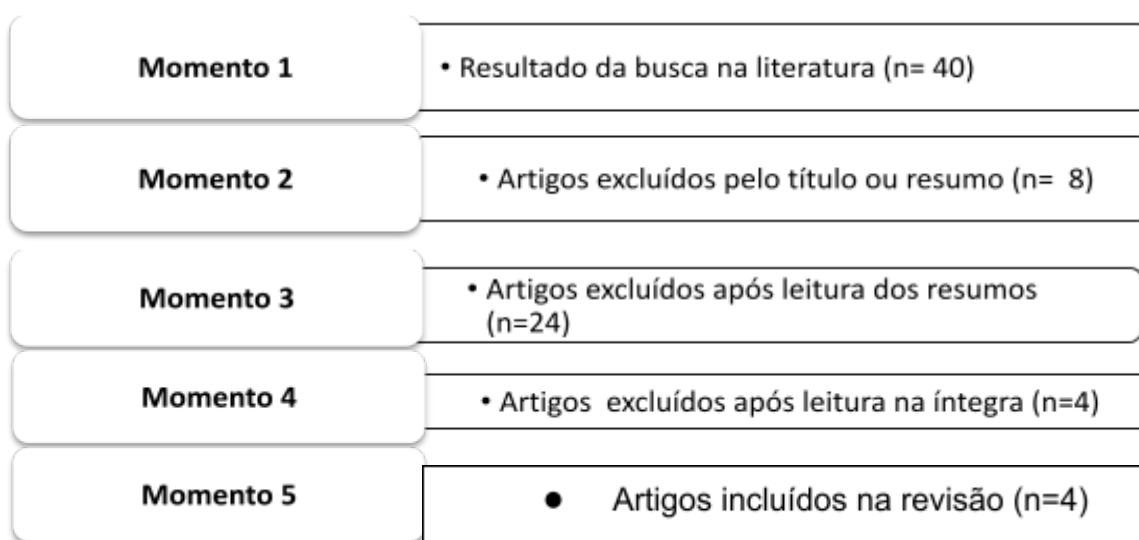 Momento 1
• Resultado da busca na literatura (n= 40)
Momento 2
• Artigos excluídos pelo título ou resumo (n=  8)
Momento 3
• Artigos excluídos após leitura dos resumos
(n=24)
Momento 4
• Artigos  excluídos após leitura na íntegra (n=4)
Momento 5
● Artigos incluídos na revisão (n=4)